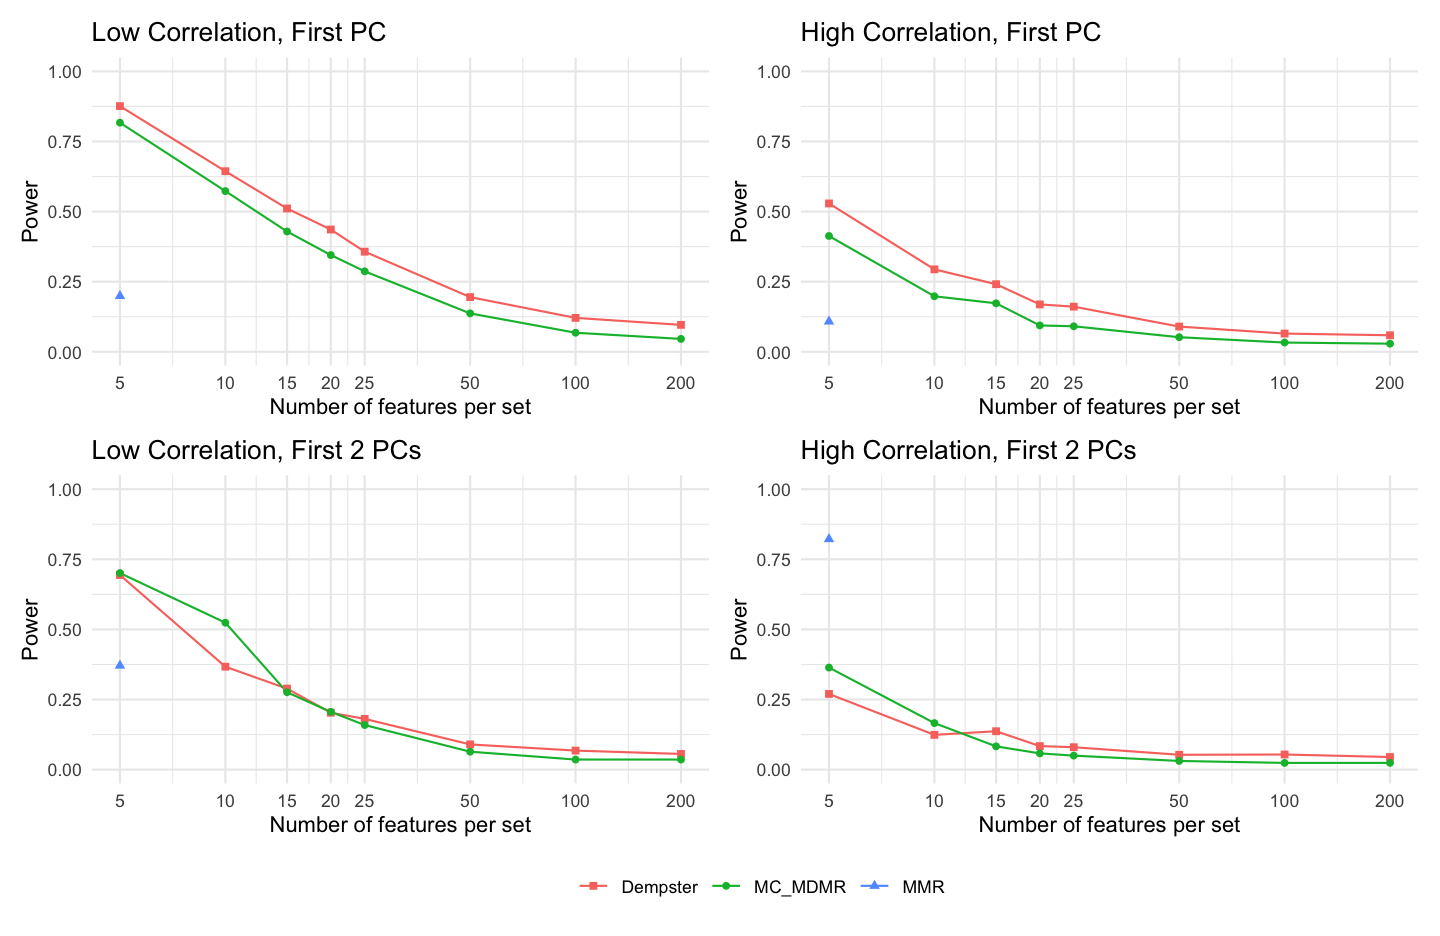 Low Correlation, First PC
Power
1.00
0.75
0.50
0.25
0.00
5 10 15 20 25 50 100 200
Number of features per set
High Correlation, First PC
Power
1.00
0.75
0.50
0.25
0.00
5 10 15 20 25 50 100 200
Number of features per set
Low Correlation, First 2 PCs
Power
1.00
0.75
0.50
0.25
0.00
5 10 15 20 25 50 100 200
Number of features per set
High Correlation, First 2 PCs
Power
1.00
0.75
0.50
0.25
0.00
5 10 15 20 25 50 100 200
Number of features per set
Dempster MC_MDMR MMR